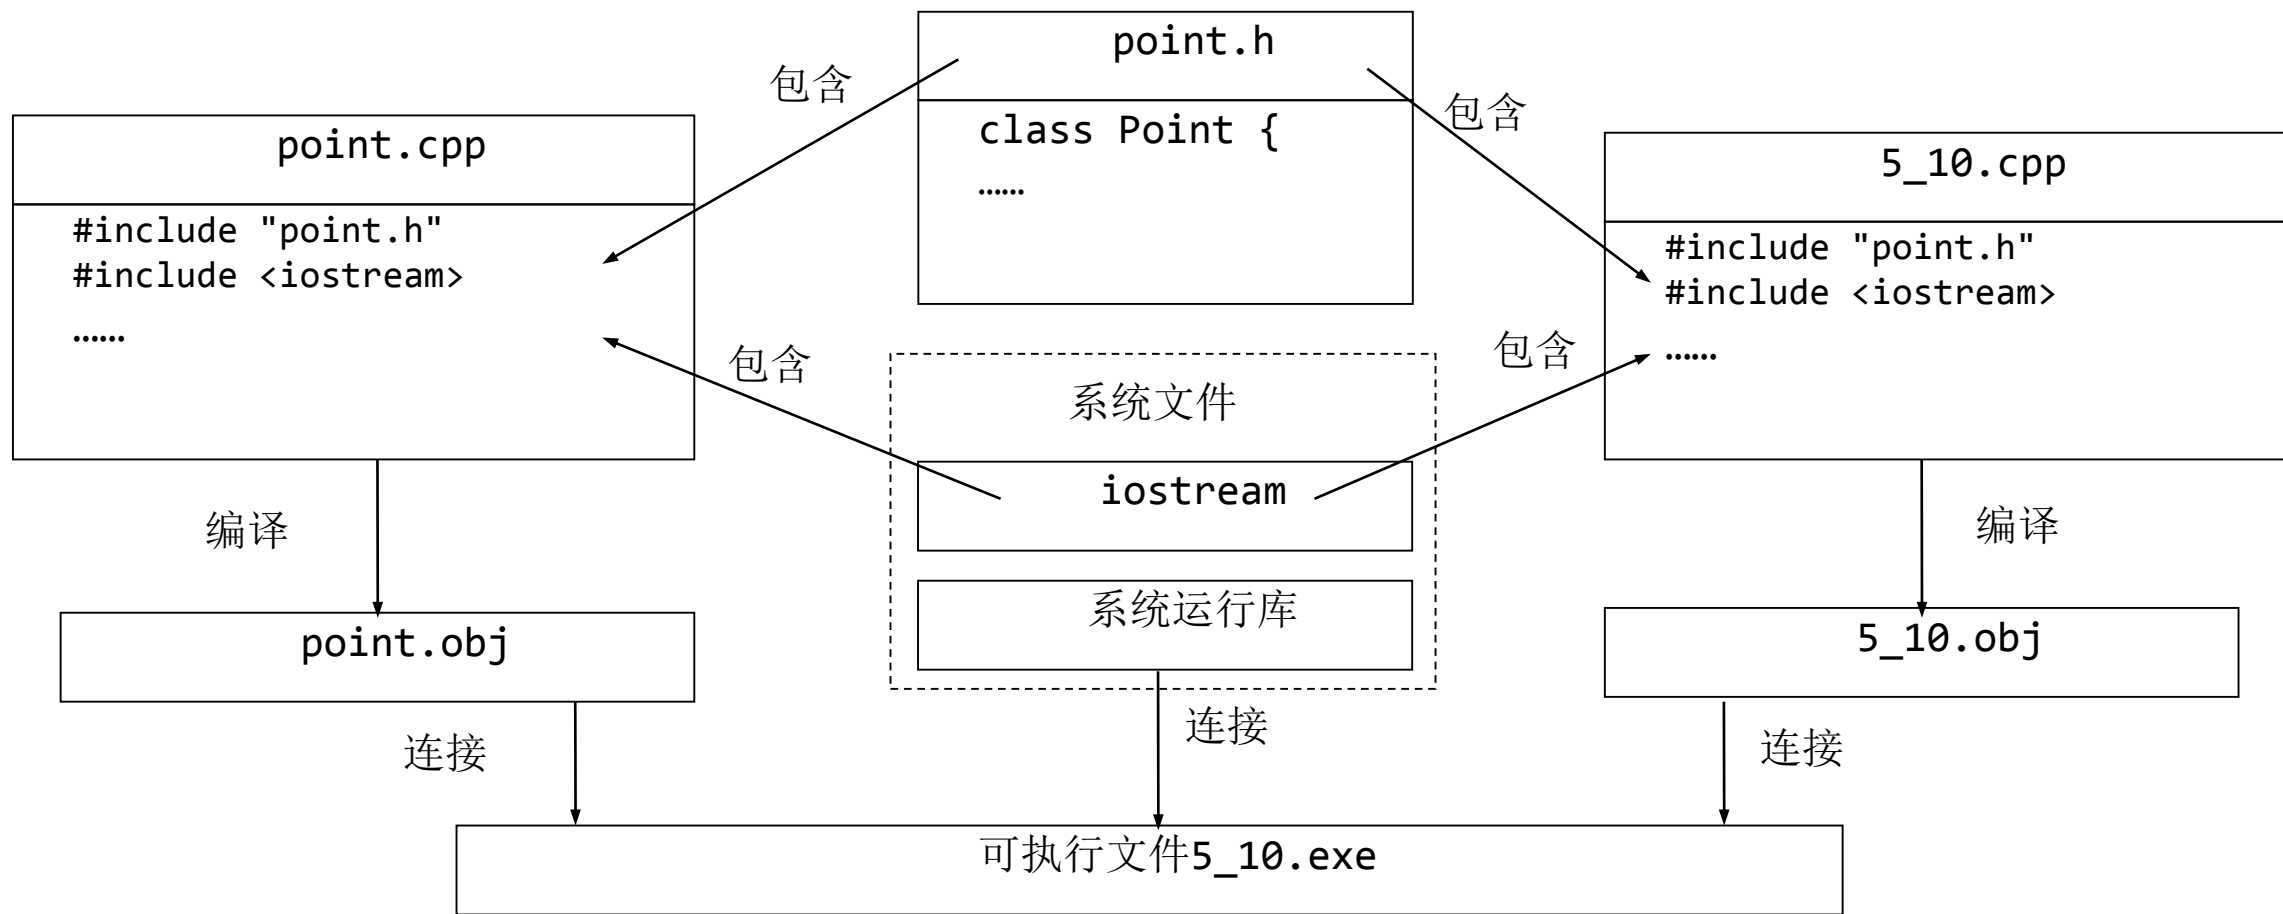 point.h
包含
class Point {
……
包含
point.cpp
#include "point.h"
#include <iostream>
……
5_10.cpp
#include "point.h"
#include <iostream>
……
包含
包含
系统文件
iostream
系统运行库
编译
编译
point.obj
5_10.obj
连接
连接
连接
可执行文件5_10.exe